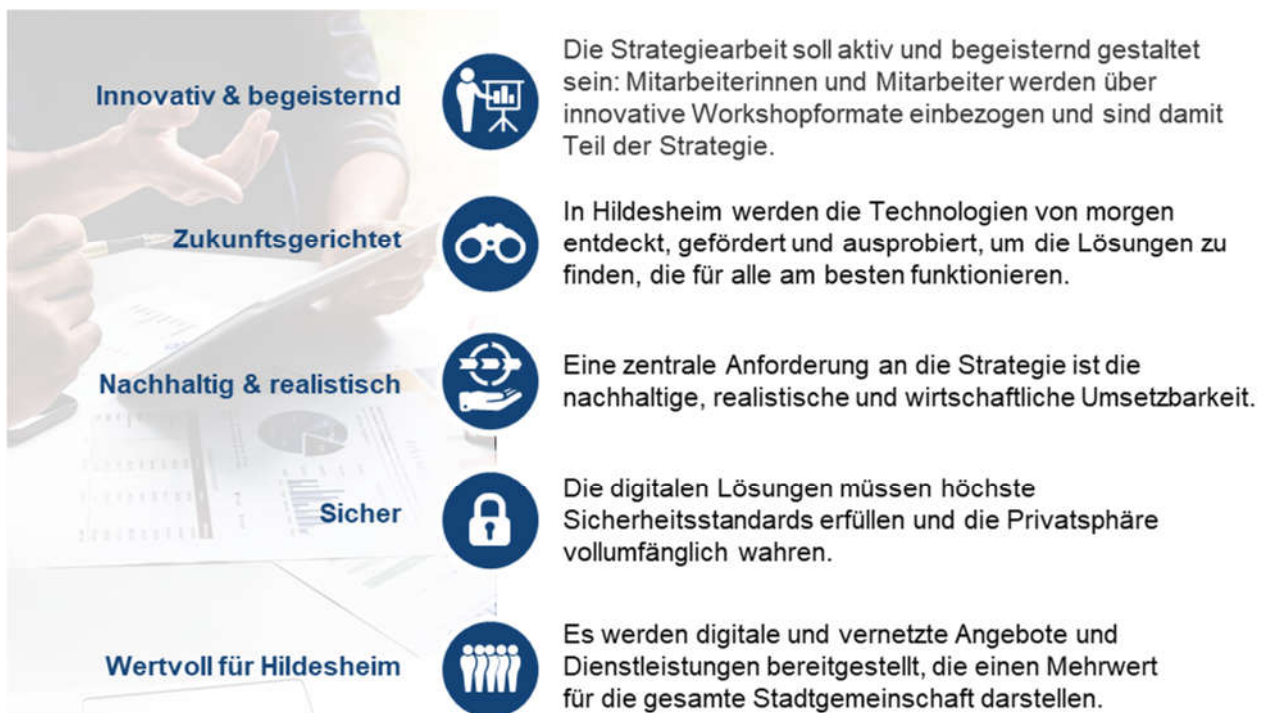 Innovativ & begeisternd
Die Strategiearbeit soll aktiv und begeisternd gestaltet
sein: Mitarbeiterinnen und Mitarbeiter werden über
innovative Workshopformate einbezogen und sind damit
Teil der Strategie.
Zukunftsgerichtet
In Hildesheim werden die Technologien von morgen
entdeckt, gefördert und ausprobiert, um die Lösungen zu
finden, die für alle am besten funktionieren.
Nachhaltig & realistisch
Eine zentrale Anforderung an die Strategie ist die
nachhaltige, realistische und wirtschaftliche Umsetzbarkeit.
Sicher
Die digitalen Lösungen müssen höchste
Sicherheitsstandards erfüllen und die Privatsphäre
vollumfänglich wahren.
Wertvoll für Hildesheim
Es werden digitale und vernetzte Angebote und
Dienstleistungen bereitgestellt, die einen Mehrwert
für die gesamte Stadtgemeinschaft darstellen.